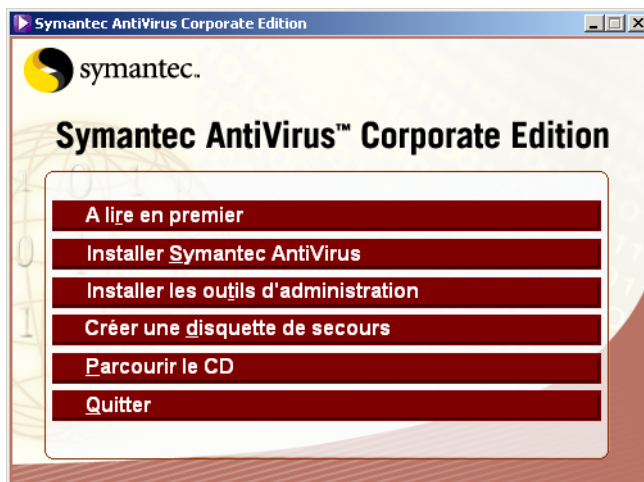 Symantec AntiVirus Corporate Edition
symantec.
Symantec AntiVirus™ Corporate Edition
A lire en premier
Installer Symantec AntiVirus
Installer les outils d'administration
Créer une disquette de secours
Parcourir le CD
Quitter